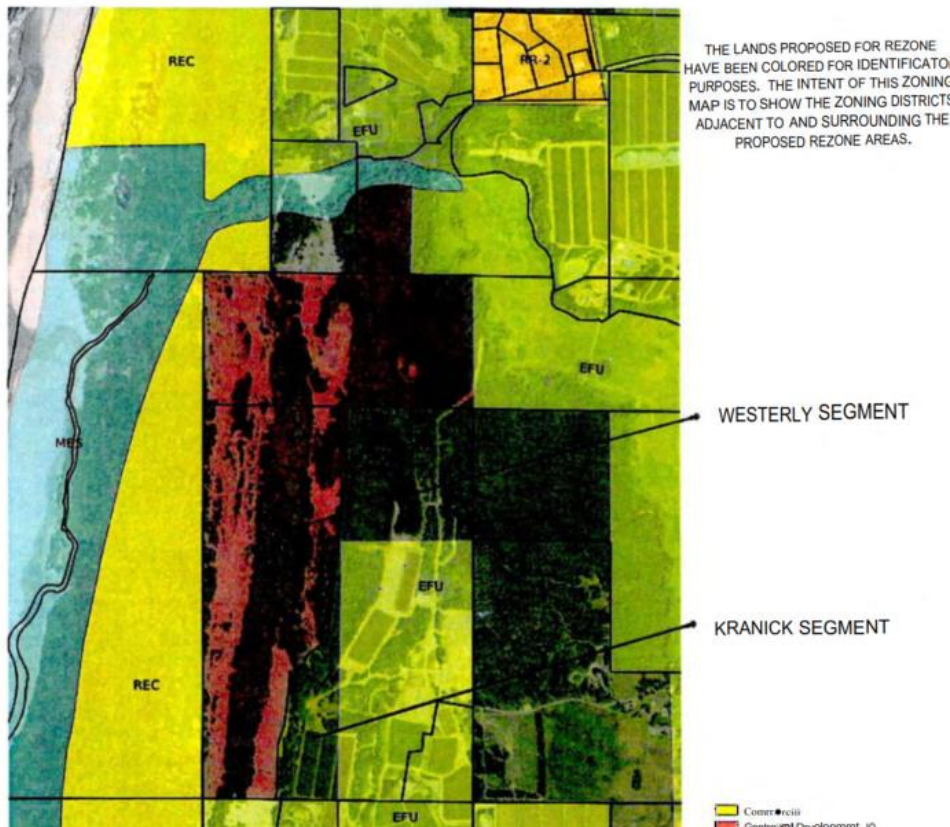 REC
RR-2
EFU
THE LANDS PROPOSED FOR REZONE
HAVE BEEN COLORED FOR IDENTIFICATOI
PURPOSES. THE INTENT OF THIS ZONING
MAP IS TO SHOW THE ZONING DISTRICTS
ADJACENT TO AND SURROUNDING THE
PROPOSED REZONE AREAS.
EFU
WESTERLY SEGMENT
MES
EFU
KRANICK SEGMENT
REC
EFU